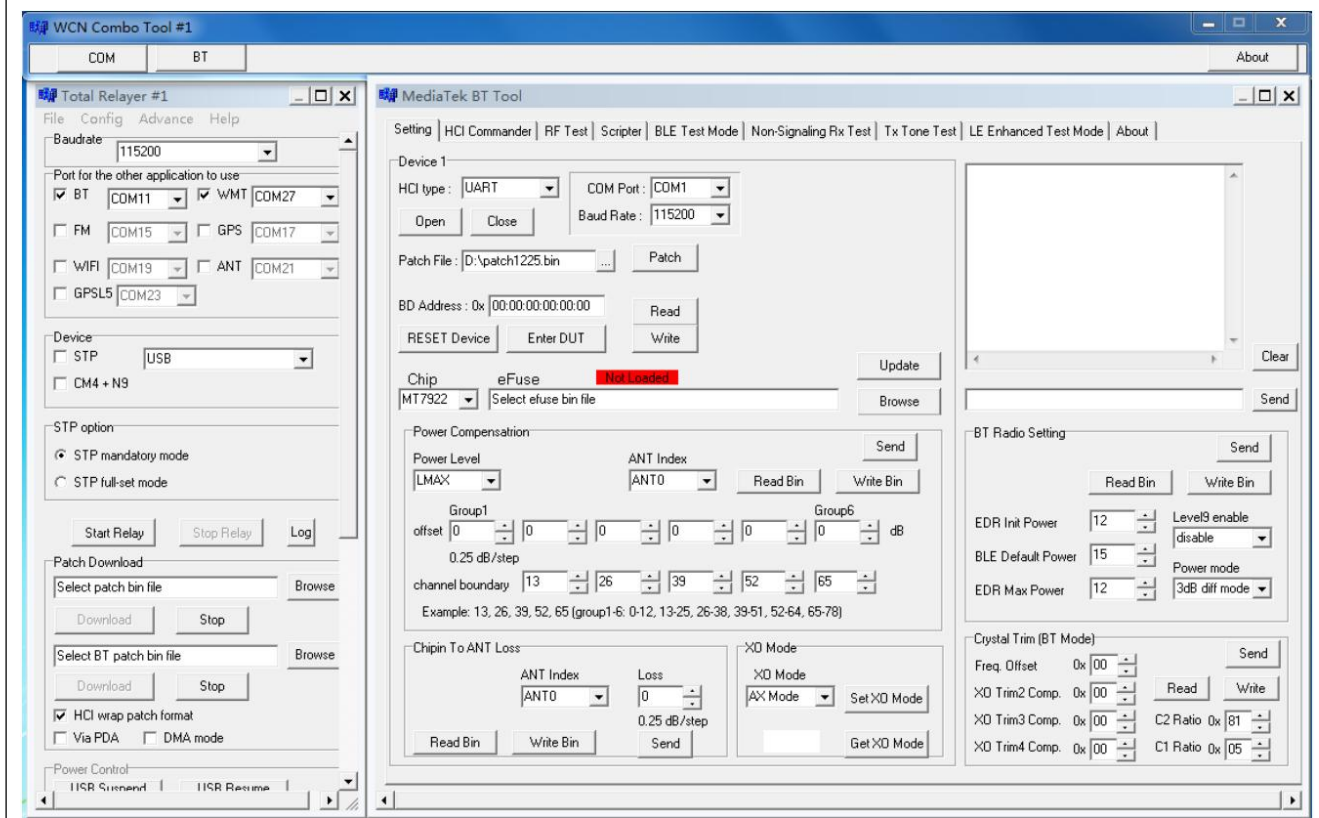 WCN Combo Tool #1
COM BT About
Total Relayer #1
File Config Advance Help
Baudrate
115200
Port for the other application to use
BT COM11 WMT COM27
FM COM15 GPS COM17
WIFI COM19 ANT COM21
GPSL5 COM23
Device
STP USB
CM4 + N9
STP option
STP mandatory mode
STP full-set mode
Start Relay Stop Relay Log
Patch Download
Select patch bin file Browse
Download Stop
Select BT patch bin file Browse
Download Stop
HCI wrap patch format
Via PDA DMA mode
Power Control
USB Suspend USB Resume
MediaTek BT Tool
Setting HCI Commander RF Test Scripter BLE Test Mode Non-Signaling Rx Test Tx Tone Test LE Enhanced Test Mode About
Device 1
HCI type : UART COM Port : COM1
Open Close Baud Rate : 115200
Patch File : D:\patch1225.bin ... Patch
BD Address : 0x 00:00:00:00:00:00 Read
RESET Device Enter DUT Write
Update
Chip eFuse Not Loaded
MT7922 Select efuse bin file Browse
Power Compensatrion
Send
Power Level ANT Index
LMAX ANT0 Read Bin Write Bin
Group1 Group6
offset 0 0 0 0 0 0 dB
0.25 dB/step
channel boundary 13 26 39 52 65
Example: 13, 26, 39, 52, 65 (group1-6: 0-12, 13-25, 26-38, 39-51, 52-64, 65-78)
Chipin To ANT Loss
ANT Index Loss
ANT0 0
0.25 dB/step
Read Bin Write Bin Send
XO Mode
XO Mode
AX Mode Set XO Mode
Get XO Mode
Clear
Send
BT Radio Setting
Send
Read Bin Write Bin
EDR Init Power 12 Level9 enable
disable
BLE Default Power 15
Power mode
EDR Max Power 12 3dB diff mode
Crystal Trim (BT Mode)
Send
Freq. Offset 0x 00
XO Trim2 Comp. 0x 00 Read Write
XO Trim3 Comp. 0x 00 C2 Ratio 0x 81
XO Trim4 Comp. 0x 00 C1 Ratio 0x 05